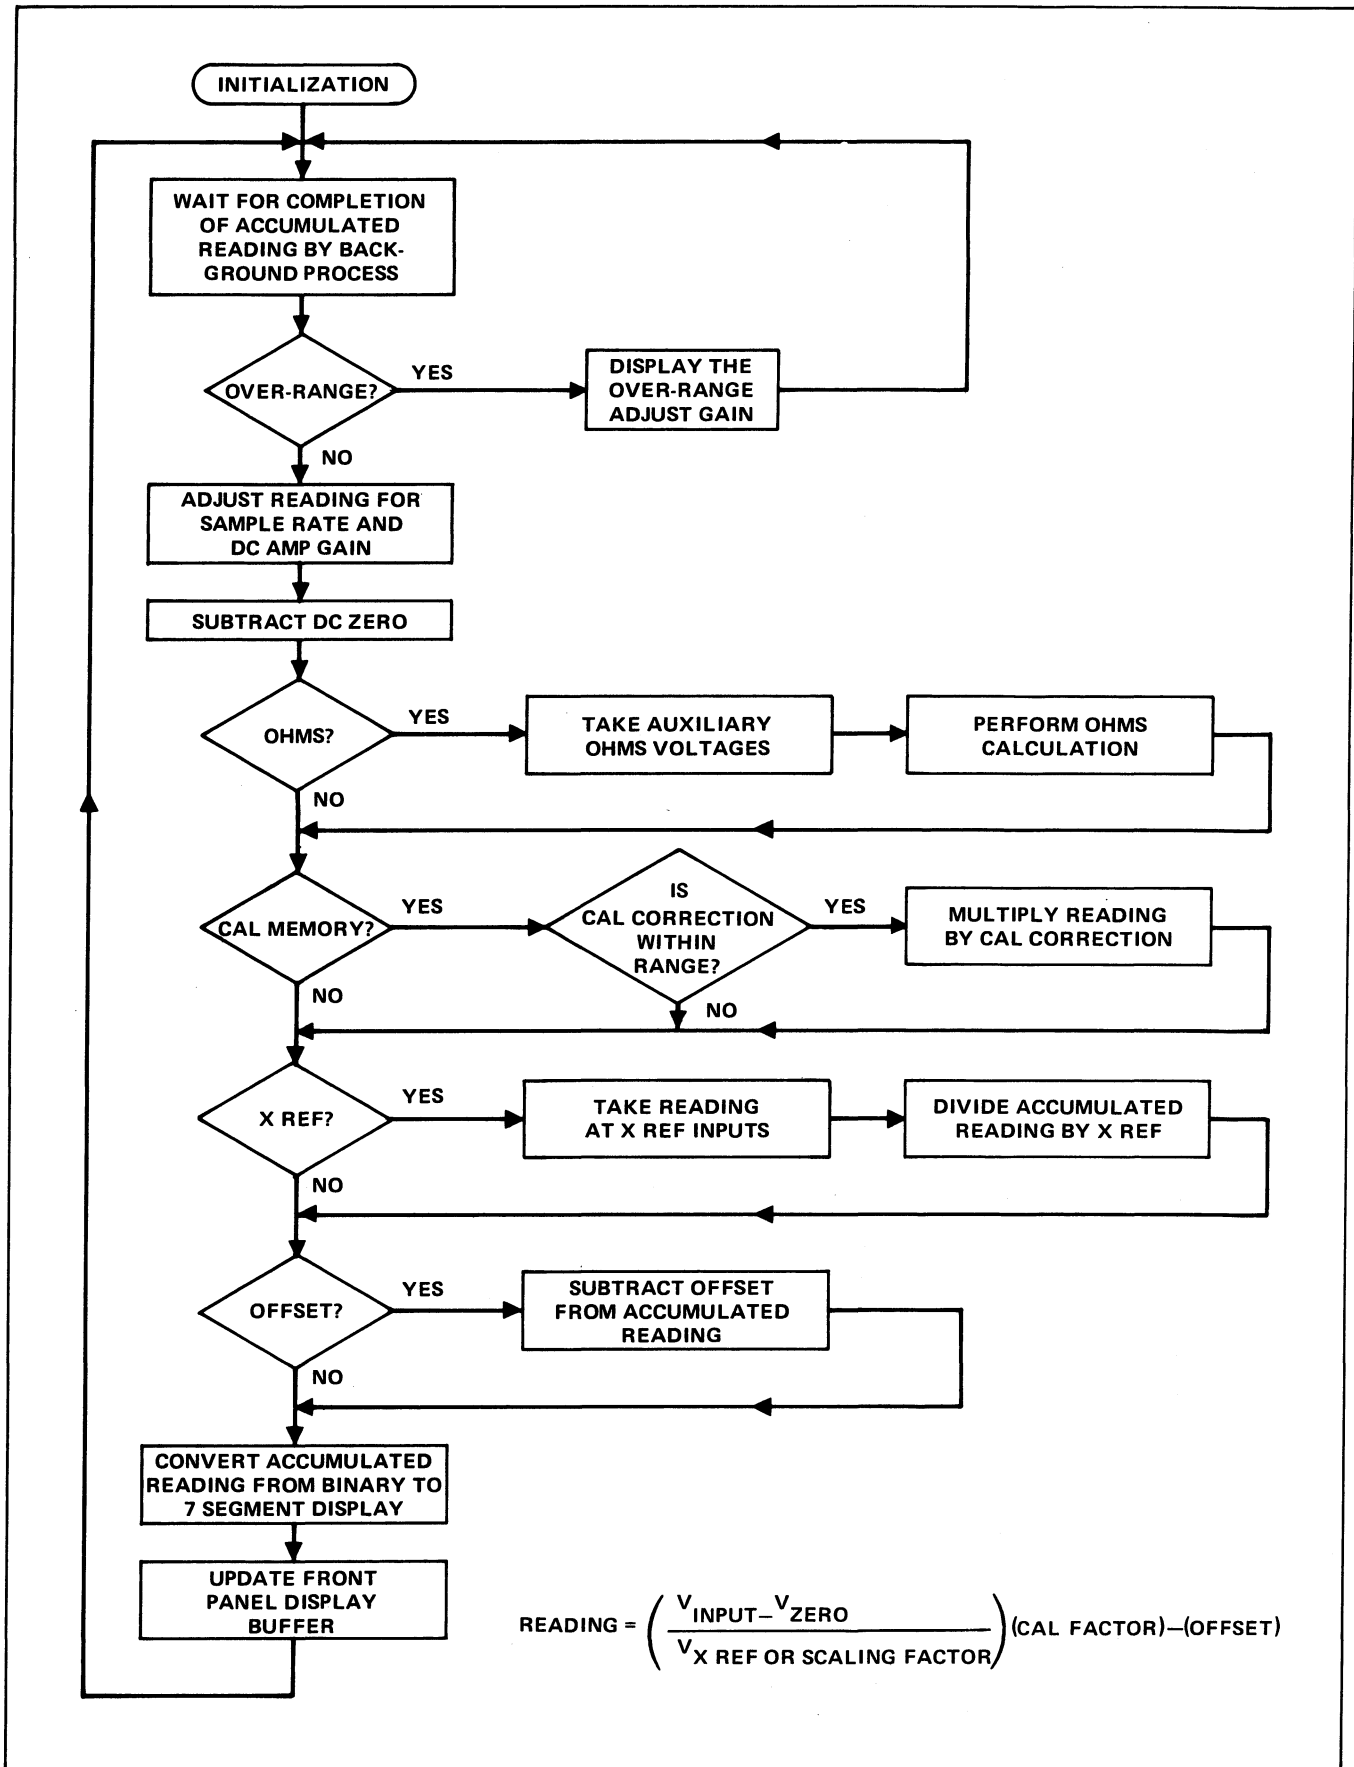 INITIALIZATION
WAIT FOR COMPLETION
OF ACCUMULATED
READING BY BACK-
GROUND PROCESS
OVER-RANGE?
YES
DISPLAY THE
OVER-RANGE
ADJUST GAIN
NO
ADJUST READING FOR
SAMPLE RATE AND
DC AMP GAIN
SUBTRACT DC ZERO
OHMS?
YES
TAKE AUXILIARY
OHMS VOLTAGES
PERFORM OHMS
CALCULATION
NO
CAL MEMORY?
YES
IS
CAL CORRECTION
WITHIN
RANGE?
YES
MULTIPLY READING
BY CAL CORRECTION
NO
NO
X REF?
YES
TAKE READING
AT X REF INPUTS
DIVIDE ACCUMULATED
READING BY X REF
NO
OFFSET?
YES
SUBTRACT OFFSET
FROM ACCUMULATED
READING
NO
CONVERT ACCUMULATED
READING FROM BINARY TO
7 SEGMENT DISPLAY
UPDATE FRONT
PANEL DISPLAY
BUFFER
READING = ( V INPUT – V ZERO / V X REF OR SCALING FACTOR ) (CAL FACTOR)–(OFFSET)